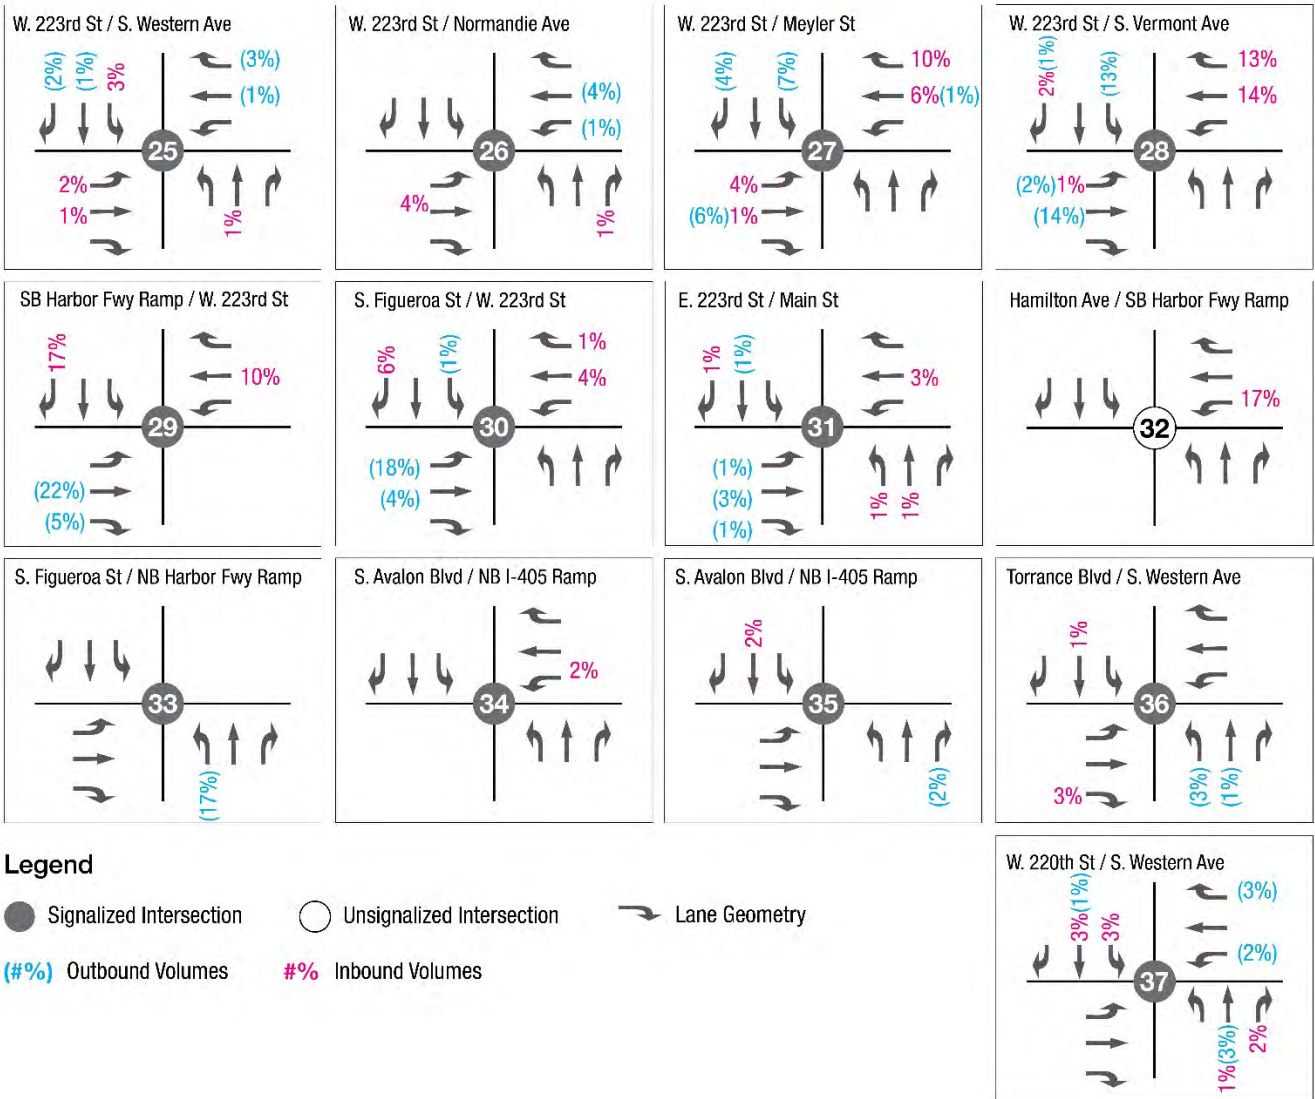 W. 223rd St / S. Western Ave
(2%) (1%) 3%
(3%)
(1%)
25
2%
1%
1%
W. 223rd St / Normandie Ave
(4%)
(1%)
26
4%
1%
W. 223rd St / Meyler St
(4%) (7%)
10%
6%(1%)
27
4%
(6%)1%
W. 223rd St / S. Vermont Ave
2%(1%) (13%)
13%
14%
28
(2%)1%
(14%)
SB Harbor Fwy Ramp / W. 223rd St
17%
10%
29
(22%)
(5%)
S. Figueroa St / W. 223rd St
6% (1%)
1%
4%
30
(18%)
(4%)
E. 223rd St / Main St
1% (1%)
3%
31
(1%)
(3%)
(1%)
1% 1%
Hamilton Ave / SB Harbor Fwy Ramp
17%
32
S. Figueroa St / NB Harbor Fwy Ramp
33
(17%)
S. Avalon Blvd / NB I-405 Ramp
2%
34
S. Avalon Blvd / NB I-405 Ramp
2%
35
(2%)
Torrance Blvd / S. Western Ave
1%
36
3%
(3%) (1%)
W. 220th St / S. Western Ave
3%(1%) 3%
(3%)
(2%)
37
1%(3%) 2%
Legend
Signalized Intersection
Unsignalized Intersection
Lane Geometry
(#%) Outbound Volumes
#% Inbound Volumes